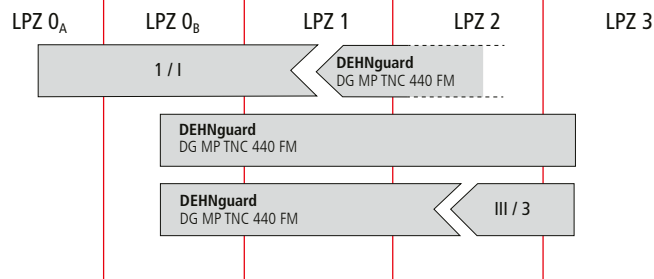 LPZ 0A LPZ 0B LPZ 1 LPZ 2 LPZ 3
1 / I
DEHNguard
DG MP TNC 440 FM
DEHNguard
DG MP TNC 440 FM
DEHNguard
DG MP TNC 440 FM
III / 3